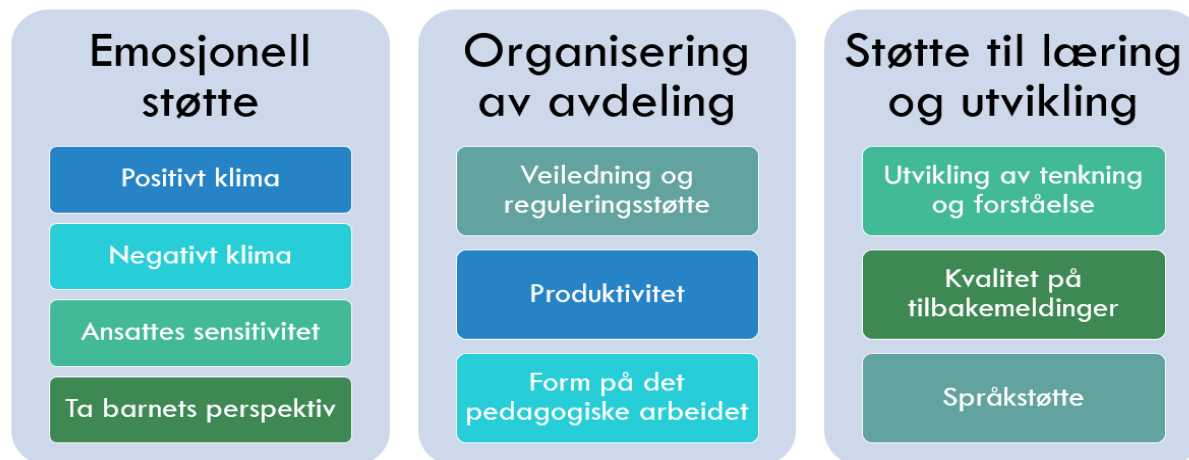 Emosjonell
støtte
Positivt klima
Negativt klima
Ansattes sensitivitet
Ta barnets perspektiv
Organisering
av avdeling
Veiledning og
reguleringsstøtte
Produktivitet
Form på det
pedagogiske arbeidet
Støtte til læring
og utvikling
Utvikling av tenkning
og forståelse
Kvalitet på
tilbakemeldinger
Språkstøtte